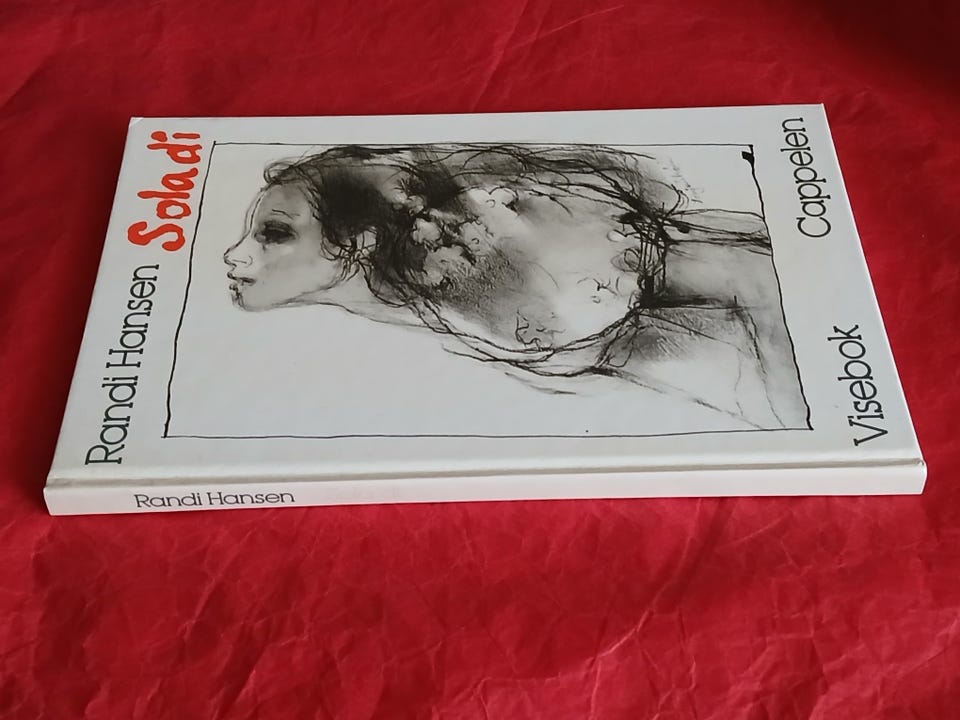 Randi Hansen
Sola di
Visebok
Cappelen
Randi Hansen